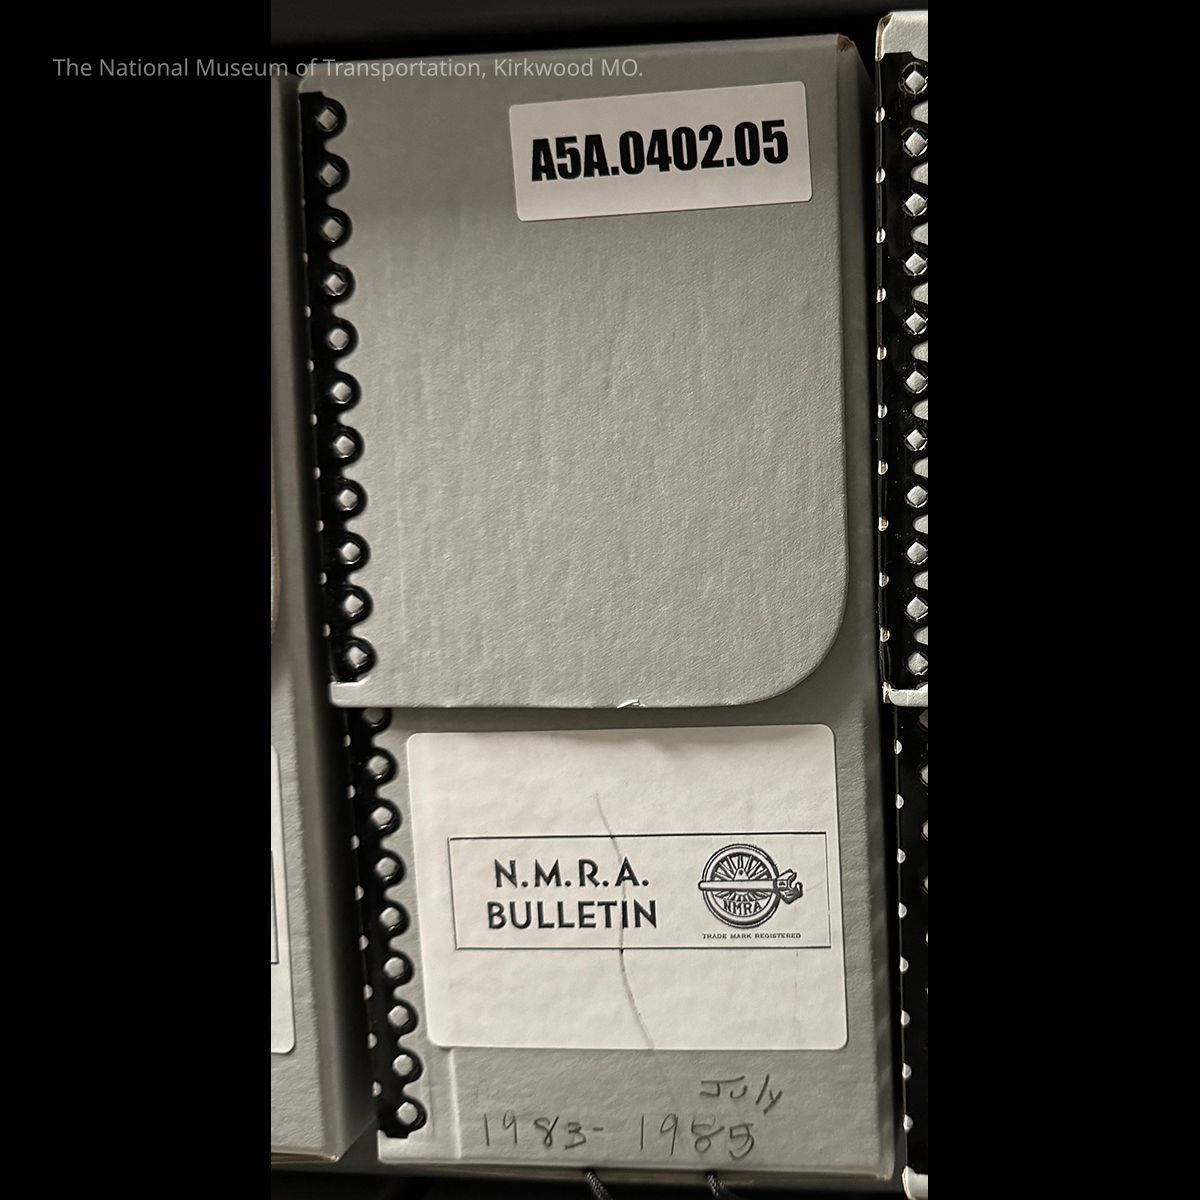 The National Museum of Transportation, Kirkwood MO.
A5A.0402.05
N.M.R.A.
BULLETIN
NMRA
TRADE MARK REGISTERED
July
1983- 1985